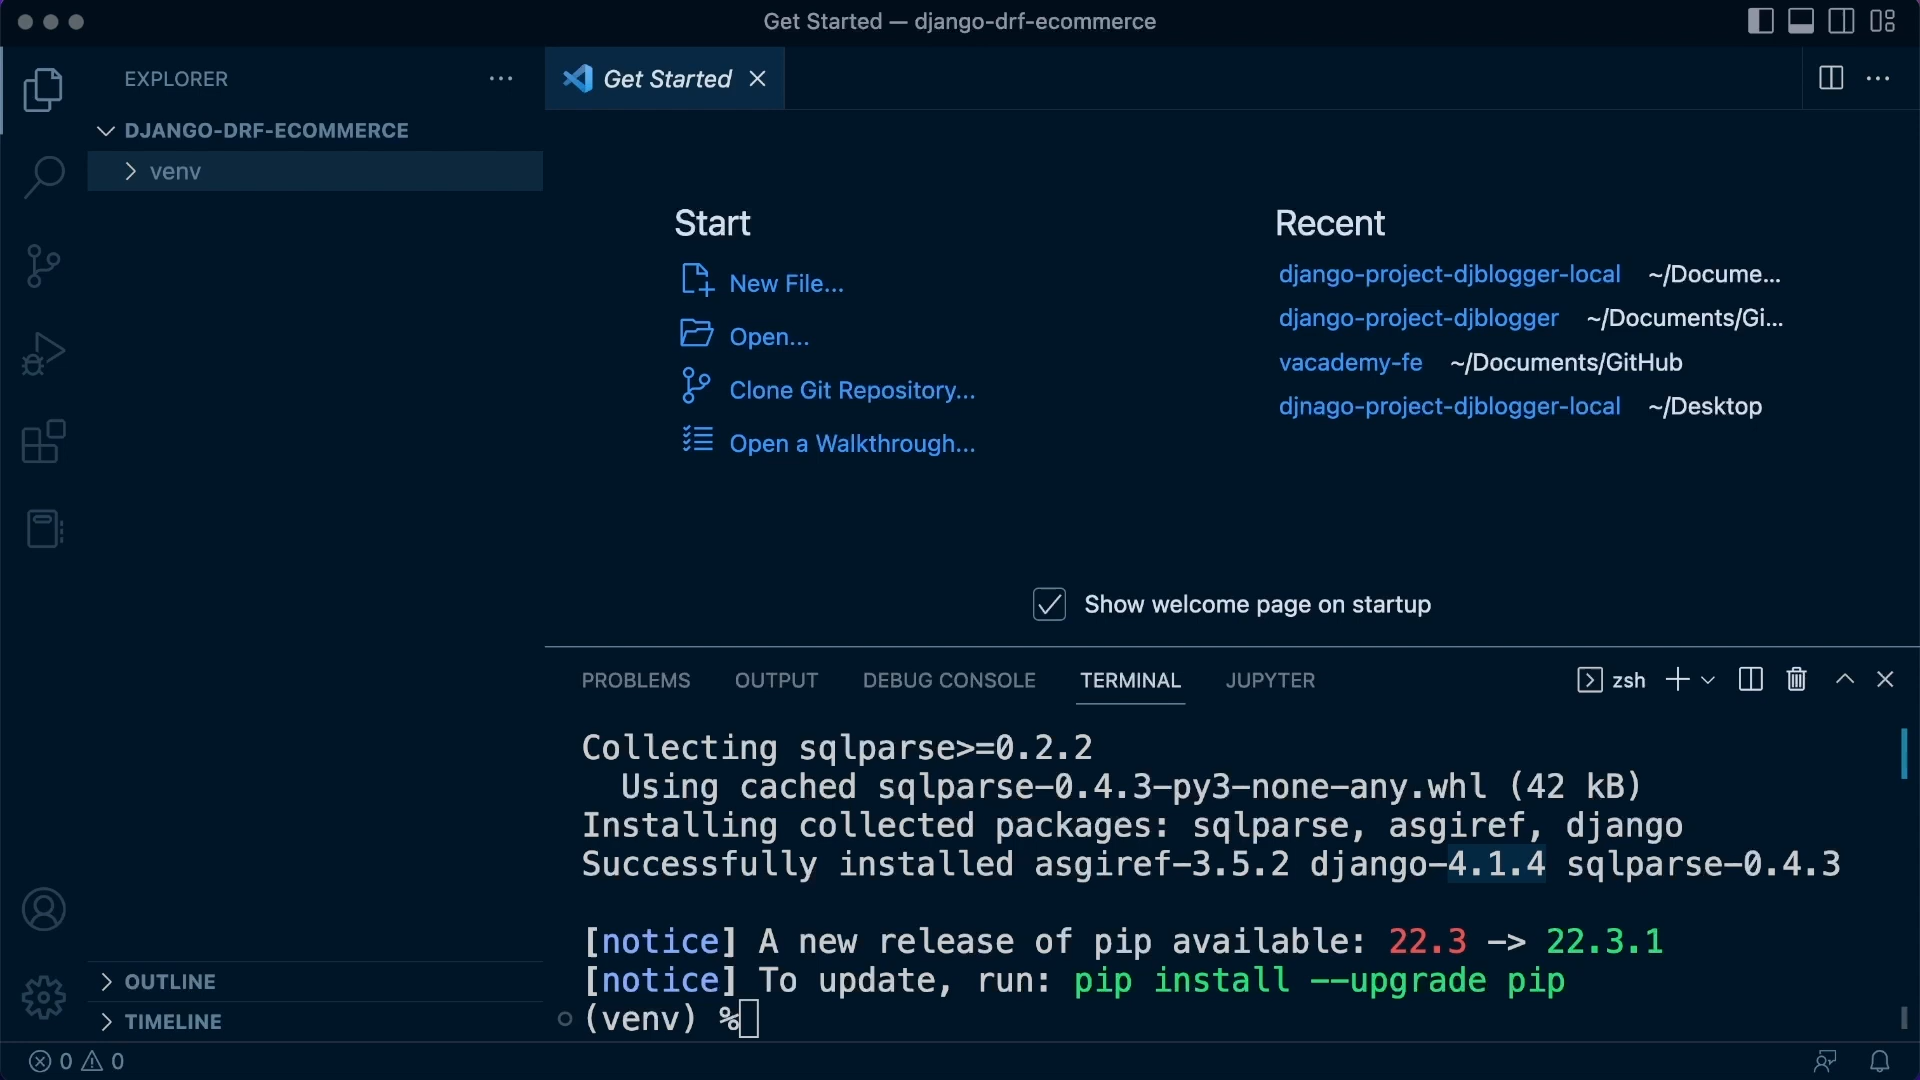 Get Started — django-drf-ecommerce
EXPLORER
DJANGO-DRF-ECOMMERCE
venv
OUTLINE
TIMELINE
Get Started
Start
New File...
Open...
Clone Git Repository...
Open a Walkthrough...
Recent
django-project-djblogger-local ~/Docume...
django-project-djblogger ~/Documents/Gi...
vacademy-fe ~/Documents/GitHub
djnago-project-djblogger-local ~/Desktop
Show welcome page on startup
PROBLEMS OUTPUT DEBUG CONSOLE TERMINAL JUPYTER zsh
Collecting sqlparse>=0.2.2
Using cached sqlparse-0.4.3-py3-none-any.whl (42 kB)
Installing collected packages: sqlparse, asgiref, django
Successfully installed asgiref-3.5.2 django-4.1.4 sqlparse-0.4.3
[notice] A new release of pip available: 22.3 -> 22.3.1
[notice] To update, run: pip install --upgrade pip
(venv) %
0 0